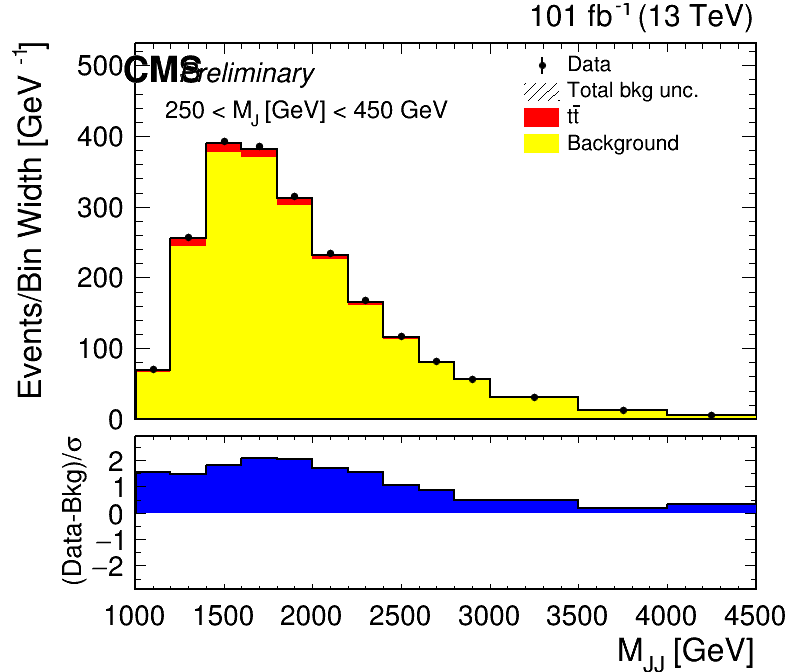 101 fb⁻¹ (13 TeV)
CMS Preliminary
250 < M_J [GeV] < 450 GeV
Data
Total bkg unc.
tt̄
Background
Events/Bin Width [GeV⁻¹]
500
400
300
200
100
0
(Data-Bkg)/σ
2
1
0
−1
−2
1000 1500 2000 2500 3000 3500 4000 4500
M_JJ [GeV]